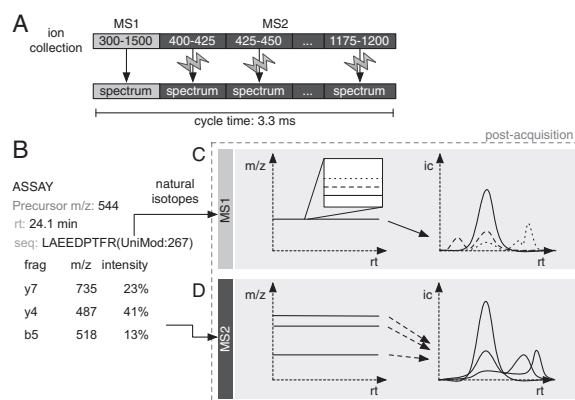 A
MS1
MS2
ion collection
300-1500 400-425 425-450 ... 1175-1200
spectrum spectrum spectrum ... spectrum
cycle time: 3.3 ms
post-acquisition
B
ASSAY
Precursor m/z: 544
rt: 24.1 min
seq: LAEEDPTFR(UniMod:267)
frag m/z intensity
y7 735 23%
y4 487 41%
b5 518 13%
natural isotopes
C
MS1
m/z
rt
ic
rt
D
MS2
m/z
rt
ic
rt